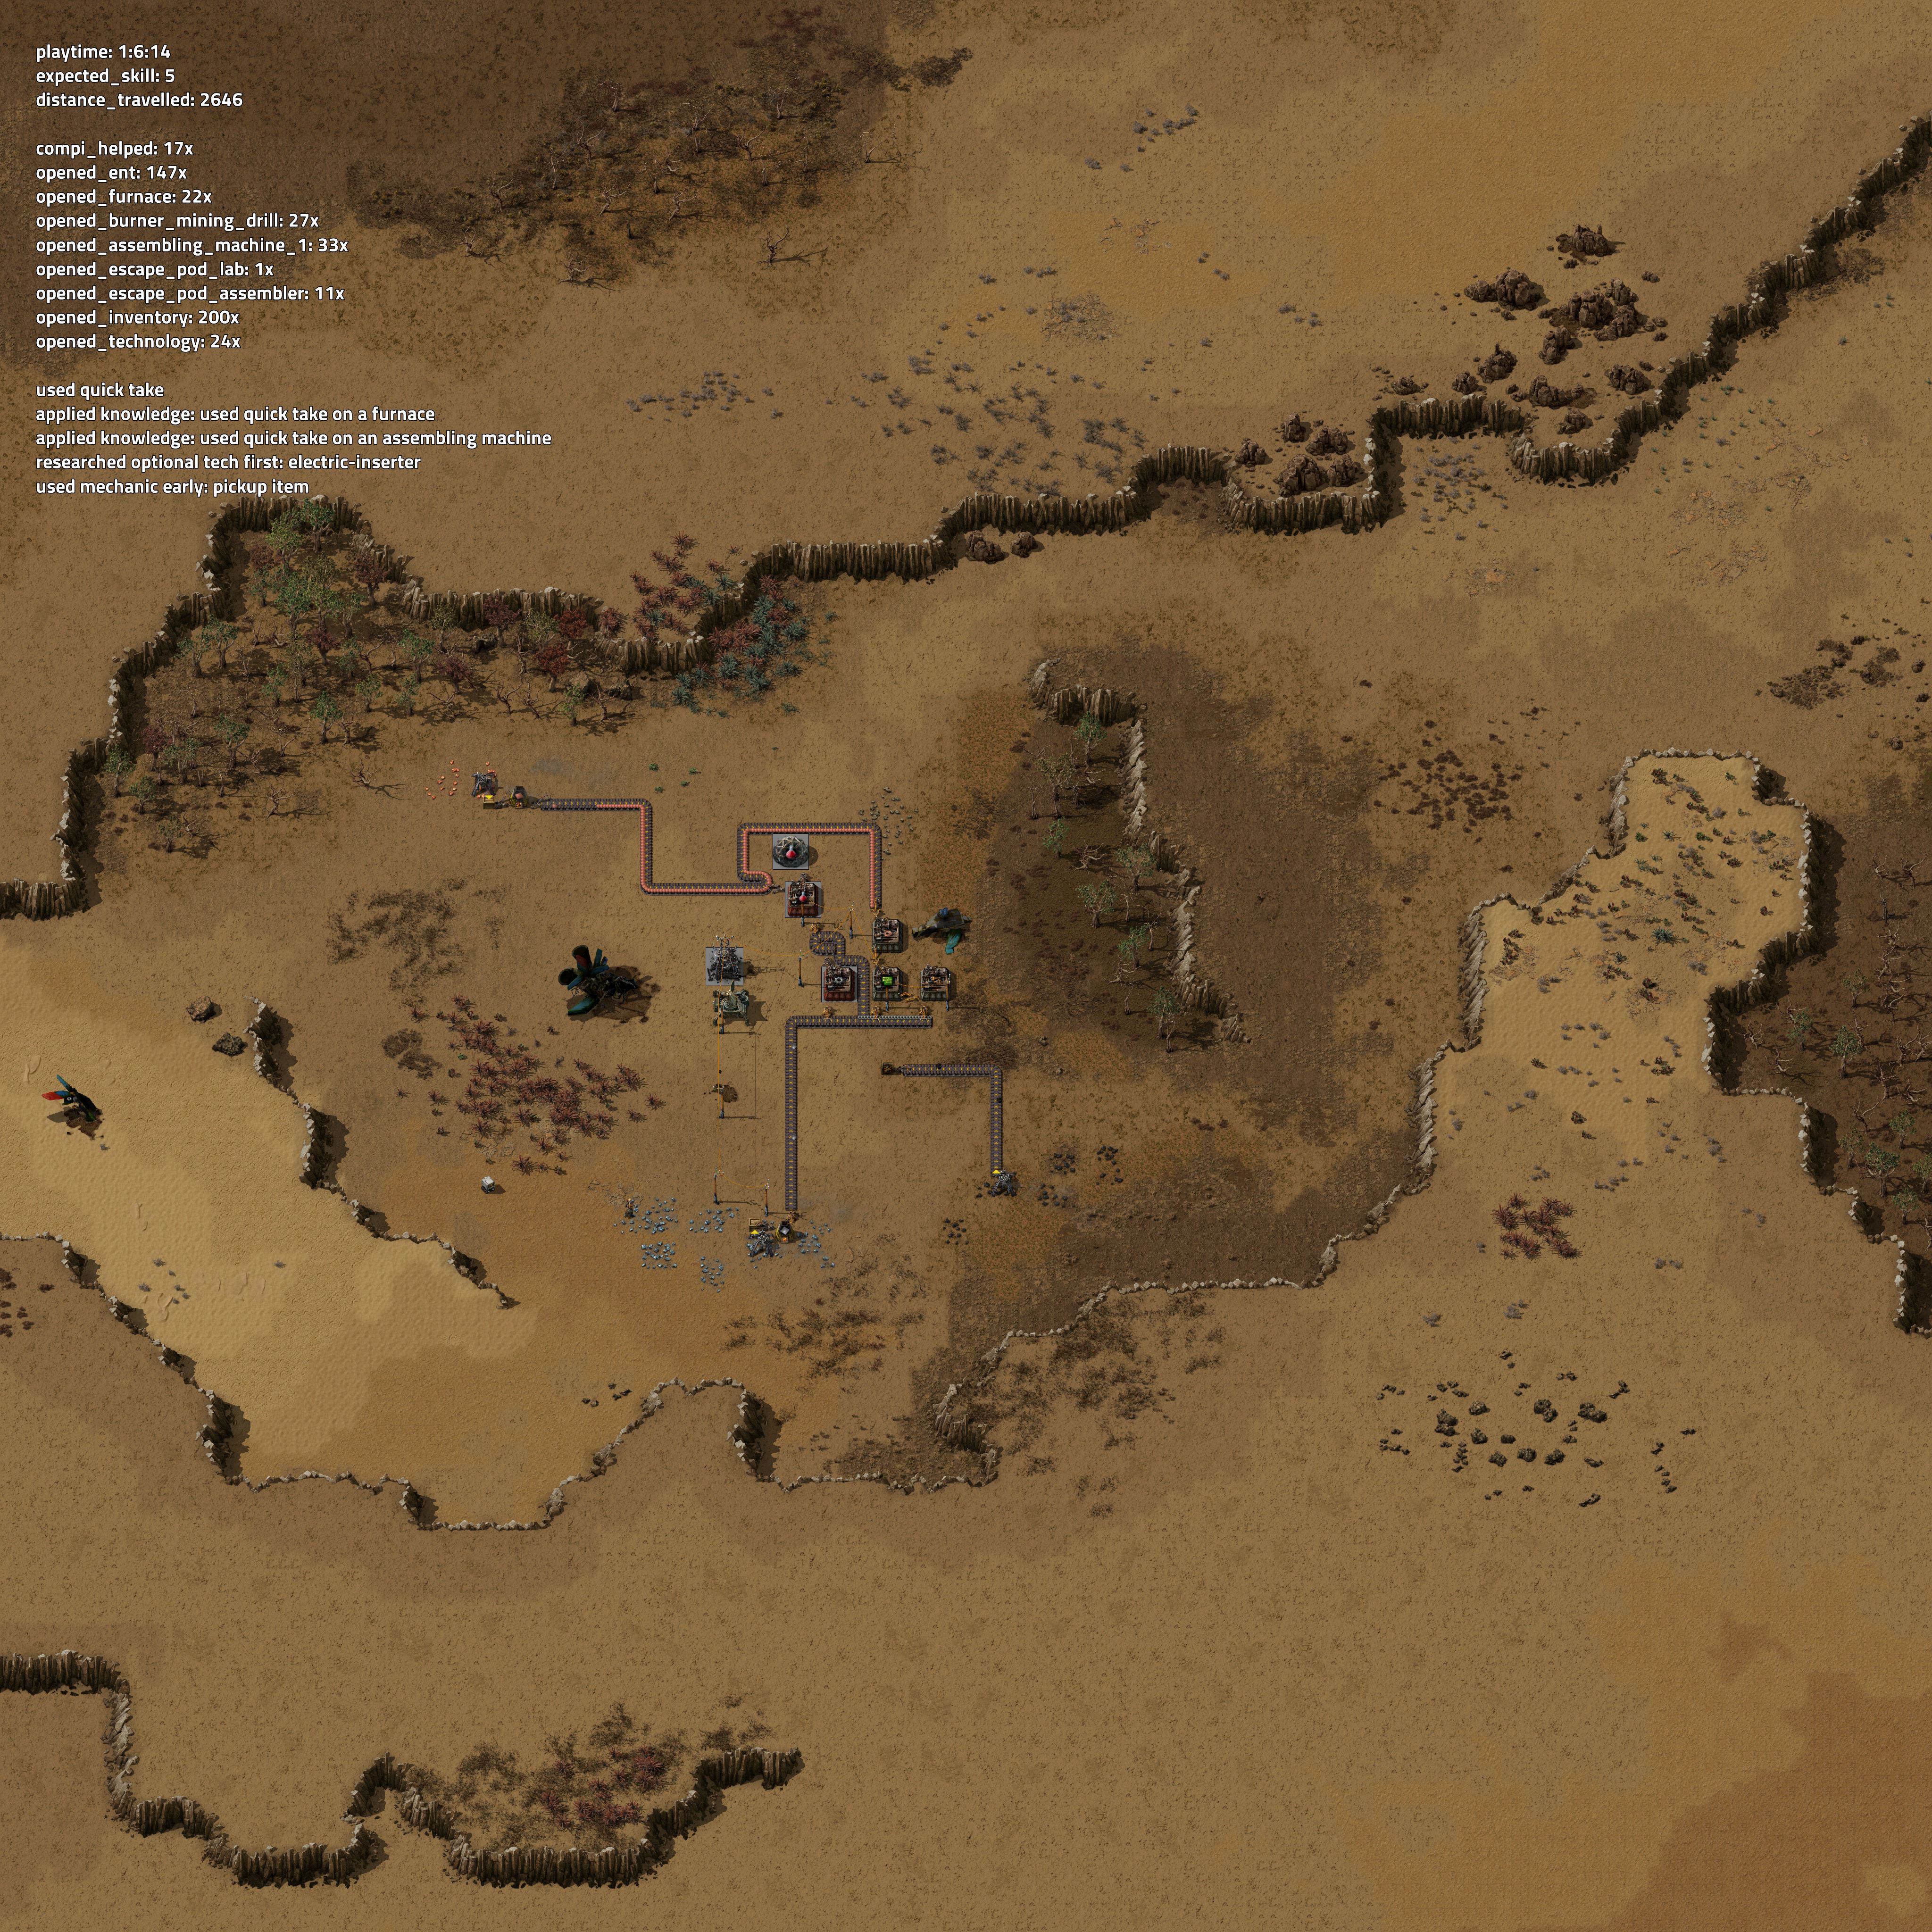 playtime: 1:6:14
expected_skill: 5
distance_travelled: 2646
compi_helped: 17x
opened_ent: 147x
opened_furnace: 22x
opened_burner_mining_drill: 27x
opened_assembling_machine_1: 33x
opened_escape_pod_lab: 1x
opened_escape_pod_assembler: 11x
opened_inventory: 200x
opened_technology: 24x
used quick take
applied knowledge: used quick take on a furnace
applied knowledge: used quick take on an assembling machine
researched optional tech first: electric-inserter
used mechanic early: pickup item